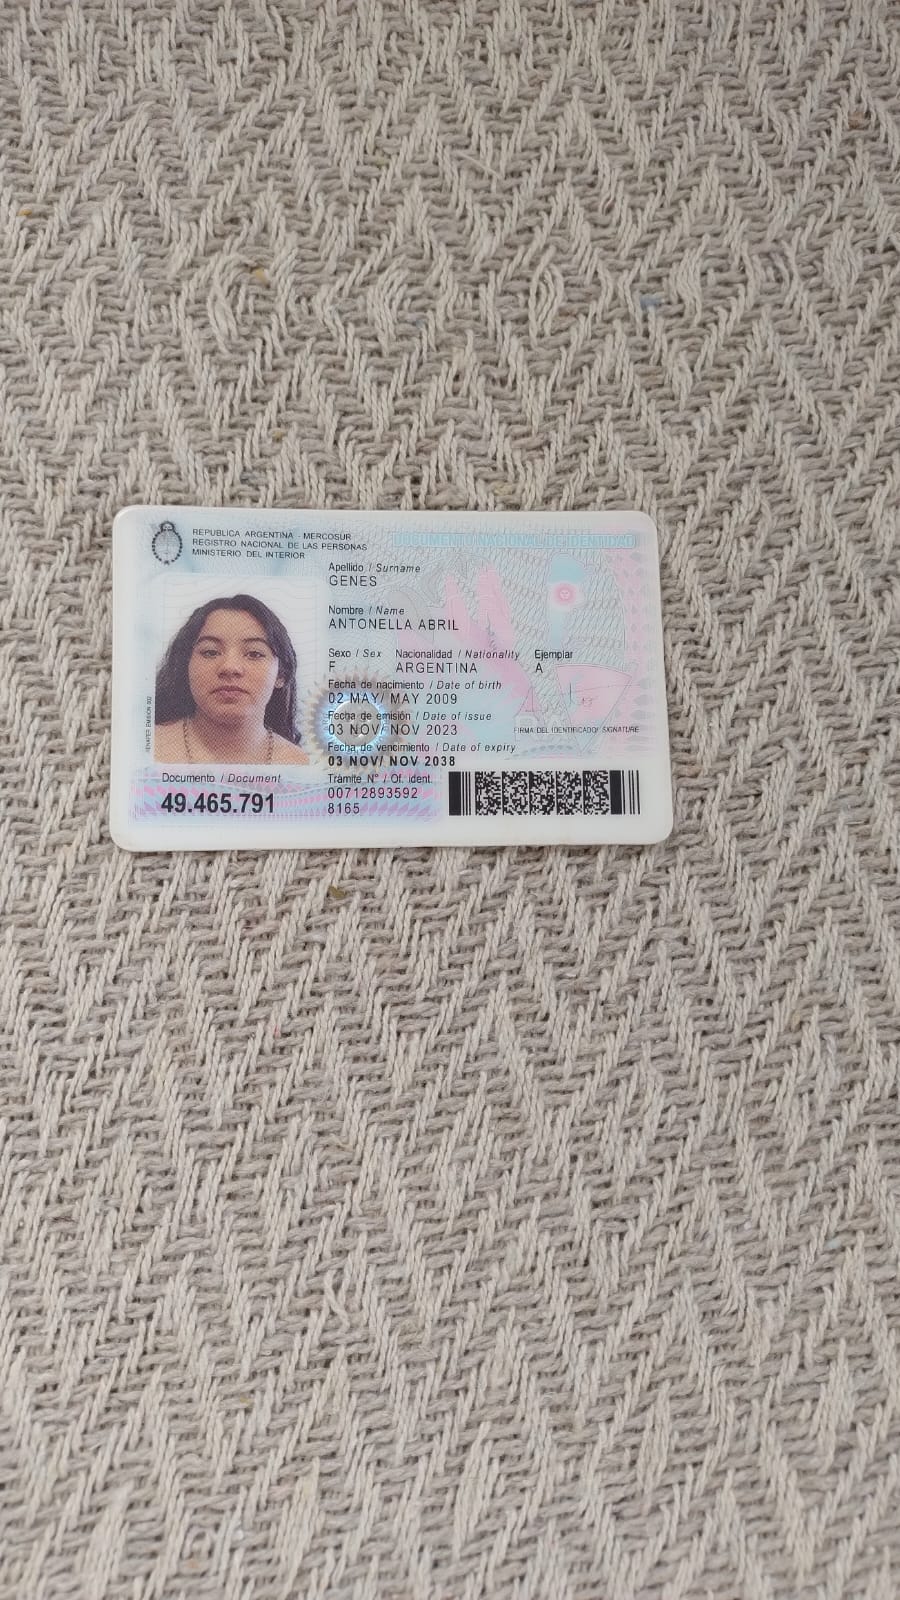 REPUBLICA ARGENTINA - MERCOSUR
REGISTRO NACIONAL DE LAS PERSONAS
MINISTERIO DEL INTERIOR
DOCUMENTO NACIONAL DE IDENTIDAD
Apellido / Surname
GENES
Nombre / Name
ANTONELLA ABRIL
Sexo / Sex Nacionalidad / Nationality Ejemplar
F ARGENTINA A
Fecha de nacimiento / Date of birth
02 MAY/ MAY 2009
Fecha de emisión / Date of issue
03 NOV/ NOV 2023
FIRMA DEL IDENTIFICADO/ SIGNATURE
Fecha de vencimiento / Date of expiry
03 NOV/ NOV 2038
Documento / Document
49.465.791
Trámite N° / Of. ident.
00712893592
8165